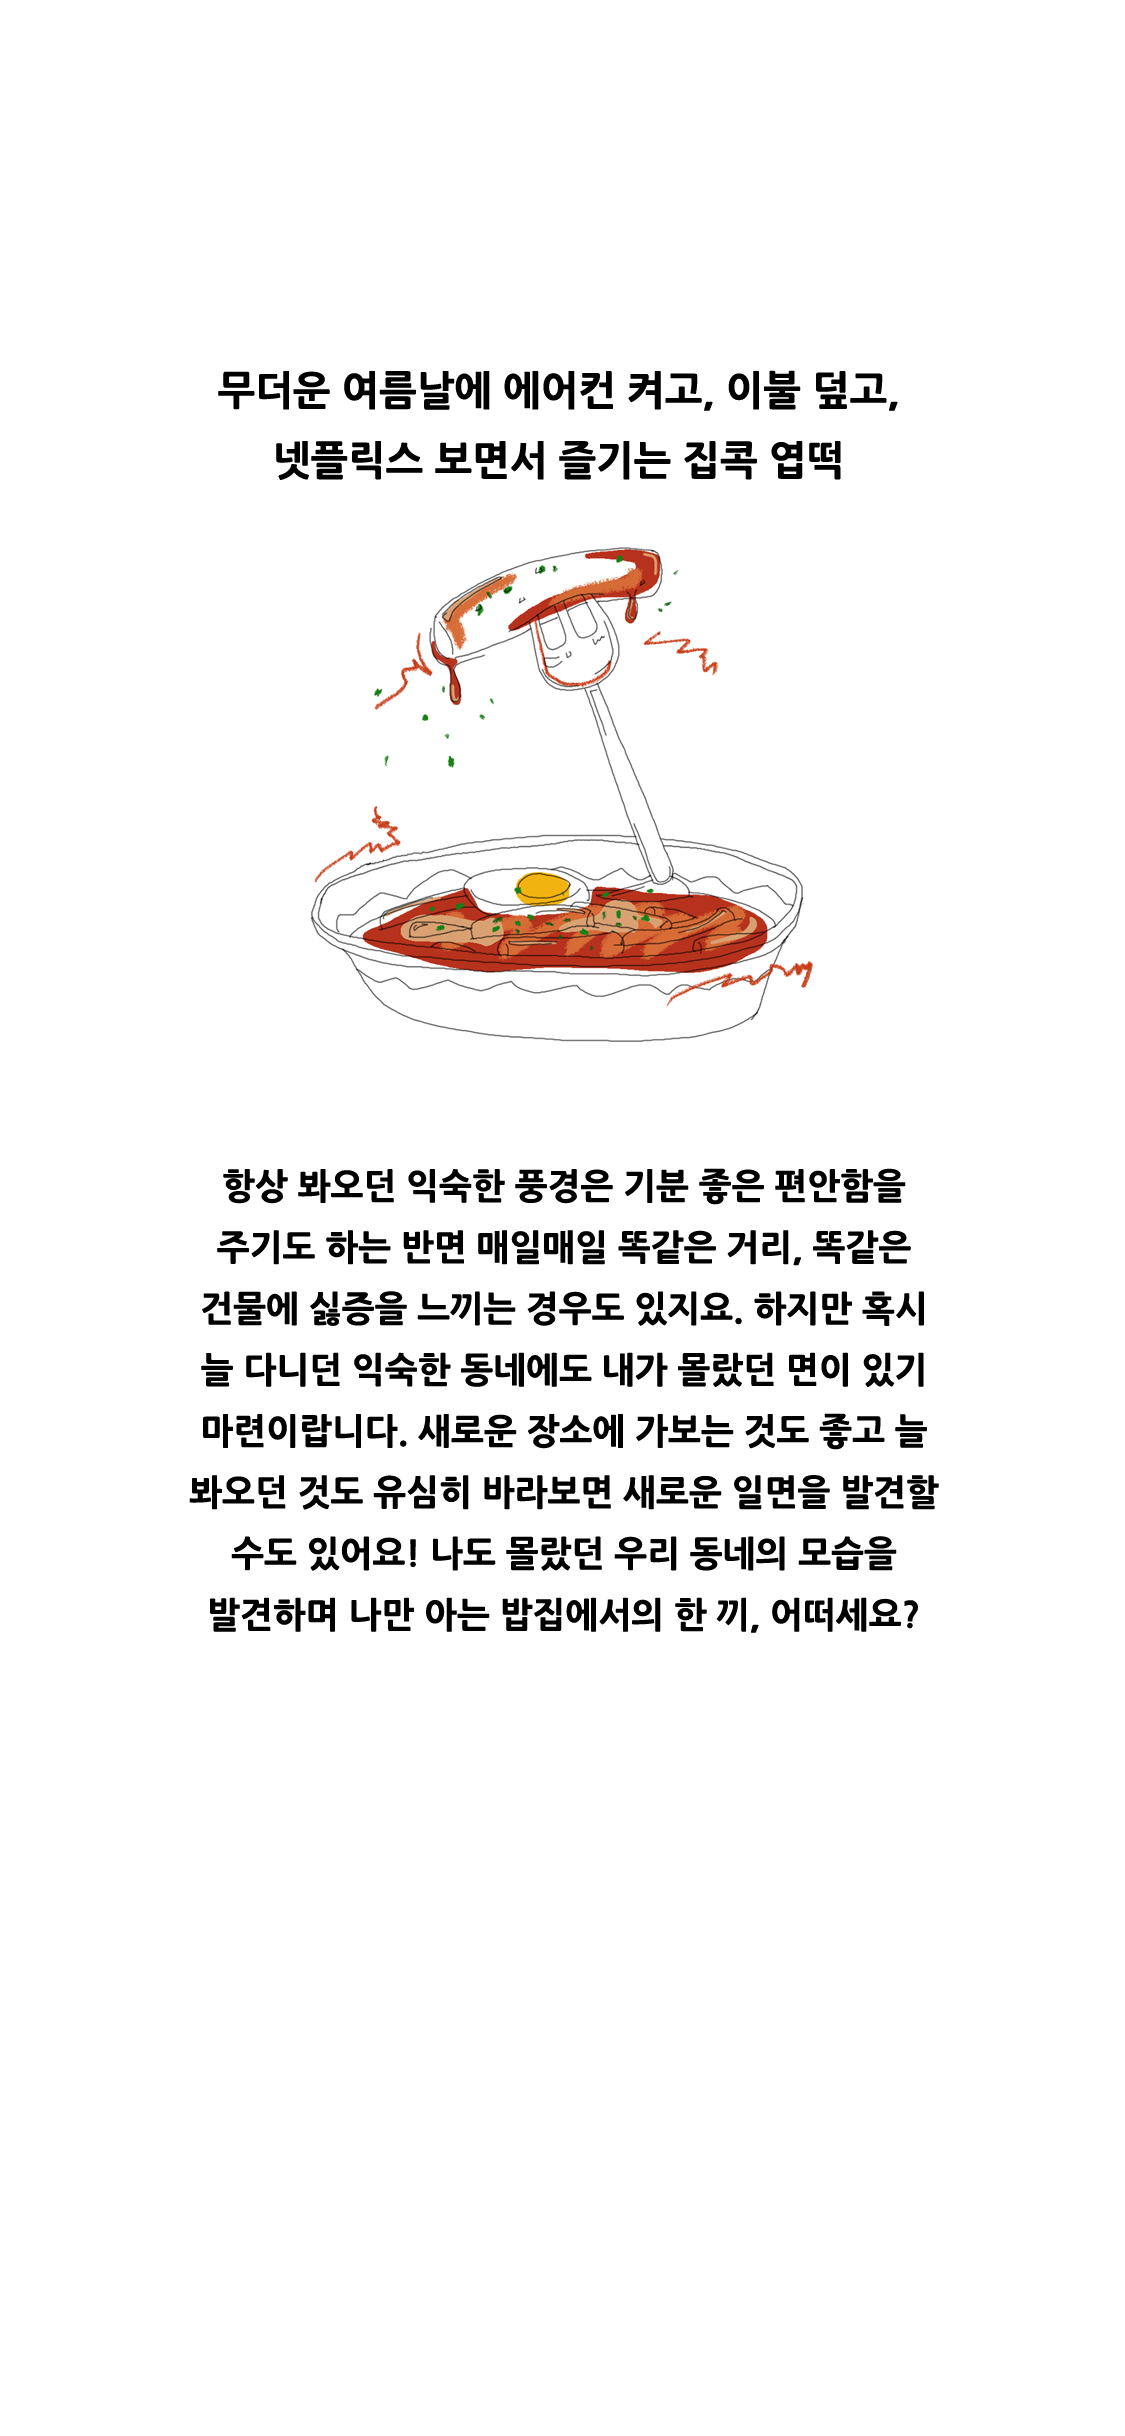 무더운 여름날에 에어컨 켜고, 이불 덮고,
넷플릭스 보면서 즐기는 집콕 엽떡
항상 봐오던 익숙한 풍경은 기분 좋은 편안함을
주기도 하는 반면 매일매일 똑같은 거리, 똑같은
건물에 싫증을 느끼는 경우도 있지요. 하지만 혹시
늘 다니던 익숙한 동네에도 내가 몰랐던 면이 있기
마련이랍니다. 새로운 장소에 가보는 것도 좋고 늘
봐오던 것도 유심히 바라보면 새로운 일면을 발견할
수도 있어요! 나도 몰랐던 우리 동네의 모습을
발견하며 나만 아는 밥집에서의 한 끼, 어떠세요?